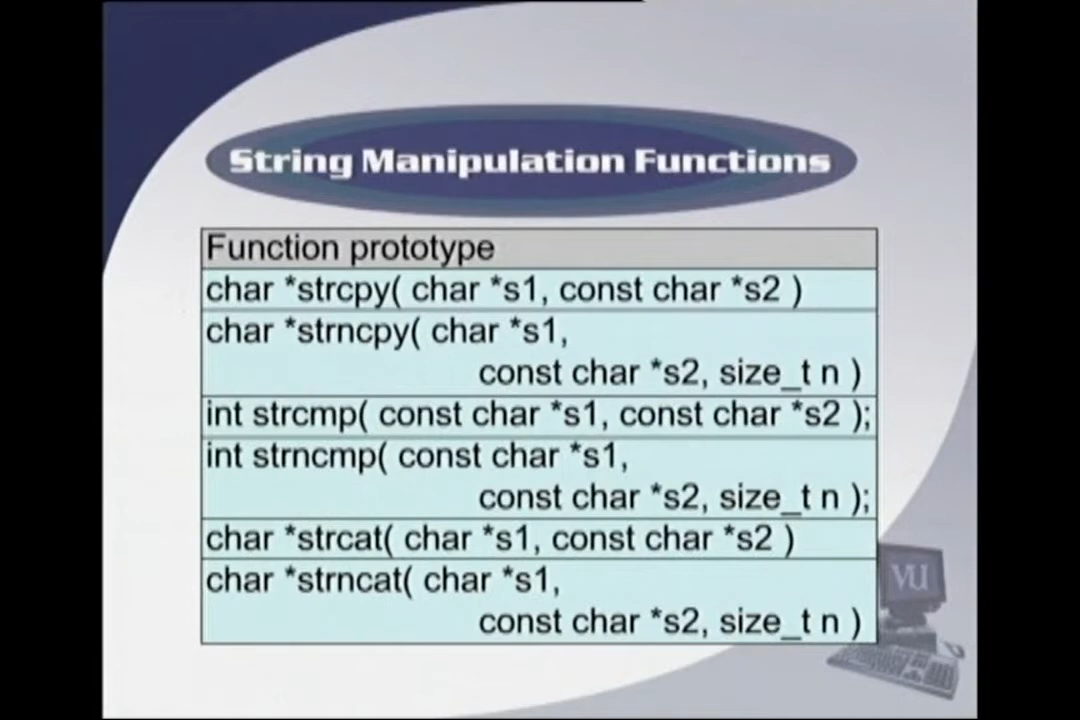 String Manipulation Functions
Function prototype
char *strcpy( char *s1, const char *s2 )
char *strncpy( char *s1,
const char *s2, size_t n )
int strcmp( const char *s1, const char *s2 );
int strncmp( const char *s1,
const char *s2, size_t n );
char *strcat( char *s1, const char *s2 )
char *strncat( char *s1,
const char *s2, size_t n )
VU